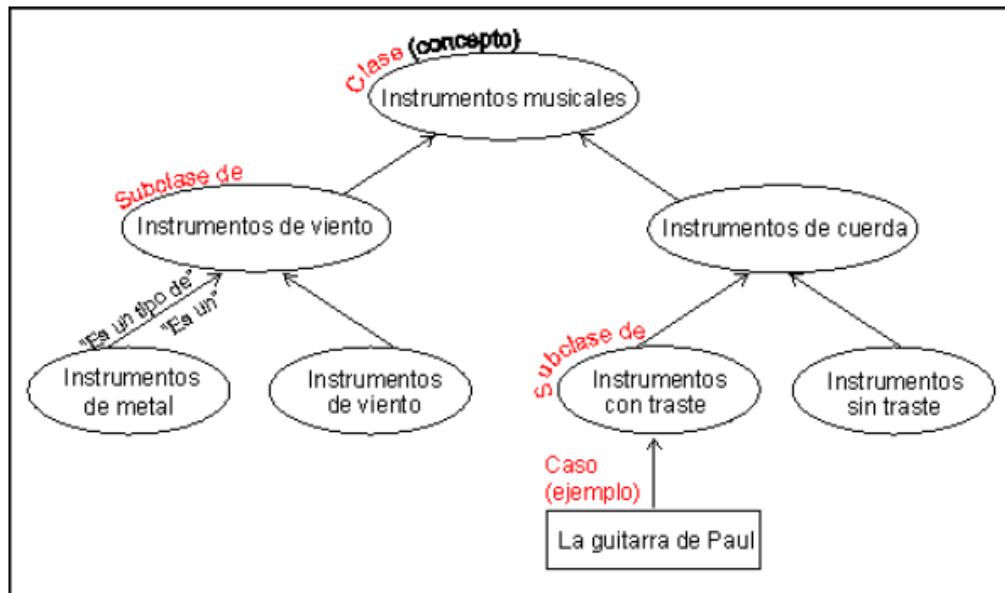 Clase (concepto)
Instrumentos musicales
Subclase de
Instrumentos de viento
Instrumentos de cuerda
"Es un tipo de"
"Es un"
Subclase de
Instrumentos
de metal
Instrumentos
de viento
Instrumentos
con traste
Instrumentos
sin traste
Caso
(ejemplo)
La guitarra de Paul